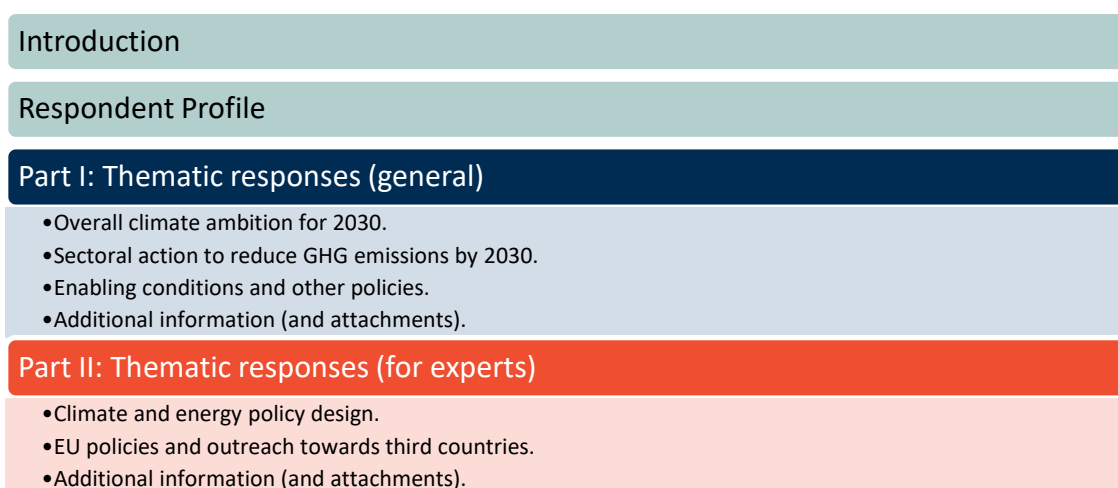 Introduction
Respondent Profile
Part I: Thematic responses (general)
•Overall climate ambition for 2030.
•Sectoral action to reduce GHG emissions by 2030.
•Enabling conditions and other policies.
•Additional information (and attachments).
Part II: Thematic responses (for experts)
•Climate and energy policy design.
•EU policies and outreach towards third countries.
•Additional information (and attachments).